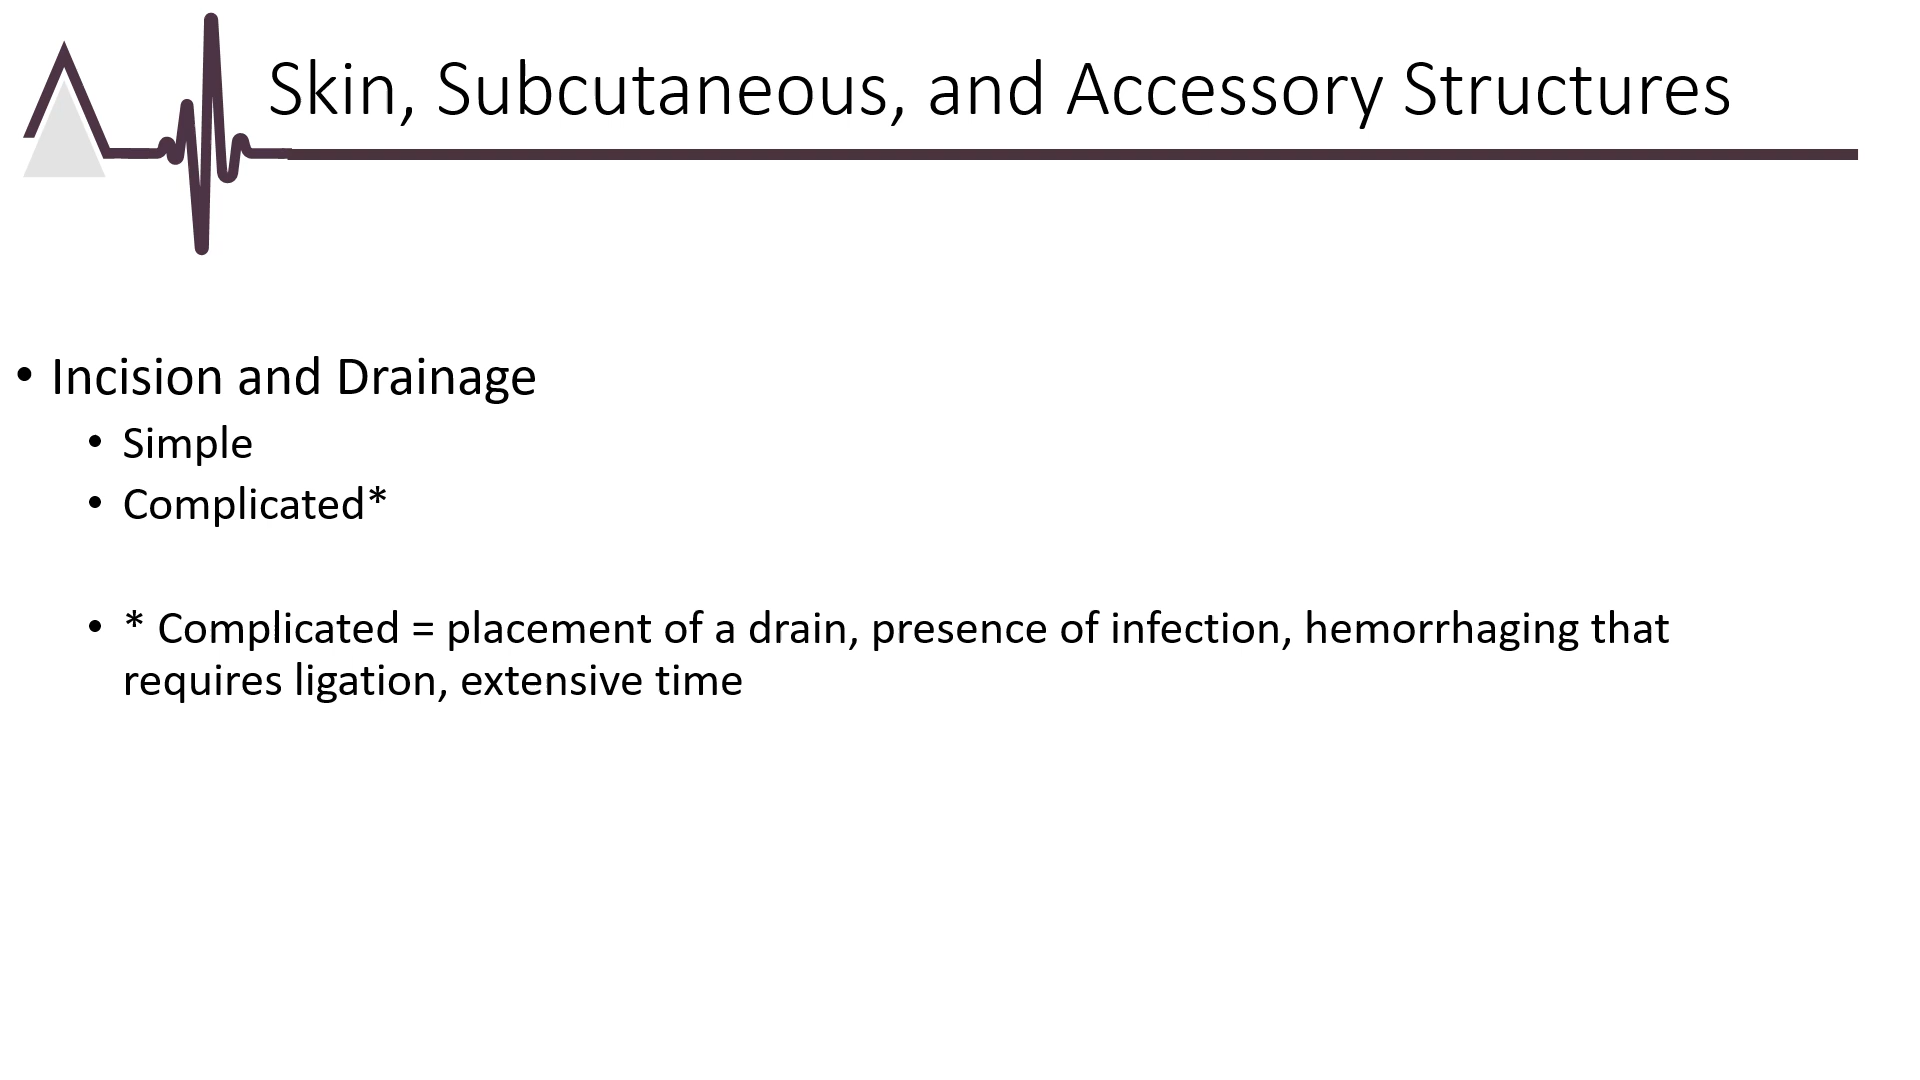 Skin, Subcutaneous, and Accessory Structures
• Incision and Drainage
• Simple
• Complicated*
• * Complicated = placement of a drain, presence of infection, hemorrhaging that
requires ligation, extensive time